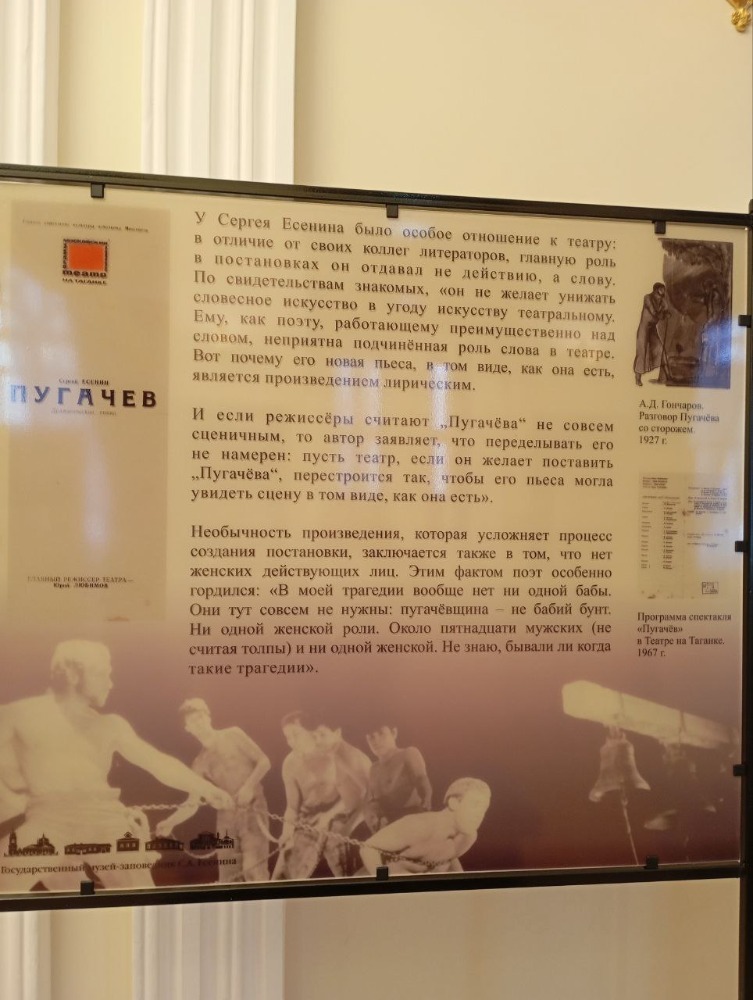 театр
НА ТАГАНКЕ
Сергей ЕСЕНИН
ПУГАЧЕВ
ГЛАВНЫЙ РЕЖИССЕР ТЕАТРА—
Юрий ЛЮБИМОВ
У Сергея Есенина было особое отношение к театру:
в отличие от своих коллег литераторов, главную роль
в постановках он отдавал не действию, а слову.
По свидетельствам знакомых, «он не желает унижать
словесное искусство в угоду искусству театральному.
Ему, как поэту, работающему преимущественно над
словом, неприятна подчинённая роль слова в театре.
Вот почему его новая пьеса, в том виде, как она есть,
является произведением лирическим.
И если режиссёры считают „Пугачёва“ не совсем
сценичным, то автор заявляет, что переделывать его
не намерен: пусть театр, если он желает поставить
„Пугачёва“, перестроится так, чтобы его пьеса могла
увидеть сцену в том виде, как она есть».
Необычность произведения, которая усложняет процесс
создания постановки, заключается также в том, что нет
женских действующих лиц. Этим фактом поэт особенно
гордился: «В моей трагедии вообще нет ни одной бабы.
Они тут совсем не нужны: пугачёвщина – не бабий бунт.
Ни одной женской роли. Около пятнадцати мужских (не
считая толпы) и ни одной женской. Не знаю, бывали ли когда
такие трагедии».
А.Д. Гончаров.
Разговор Пугачёва
со сторожем.
1927 г.
Программа спектакля
«Пугачёв»
в Театре на Таганке.
1967 г.
Государственный музей-заповедник С.А. Есенина